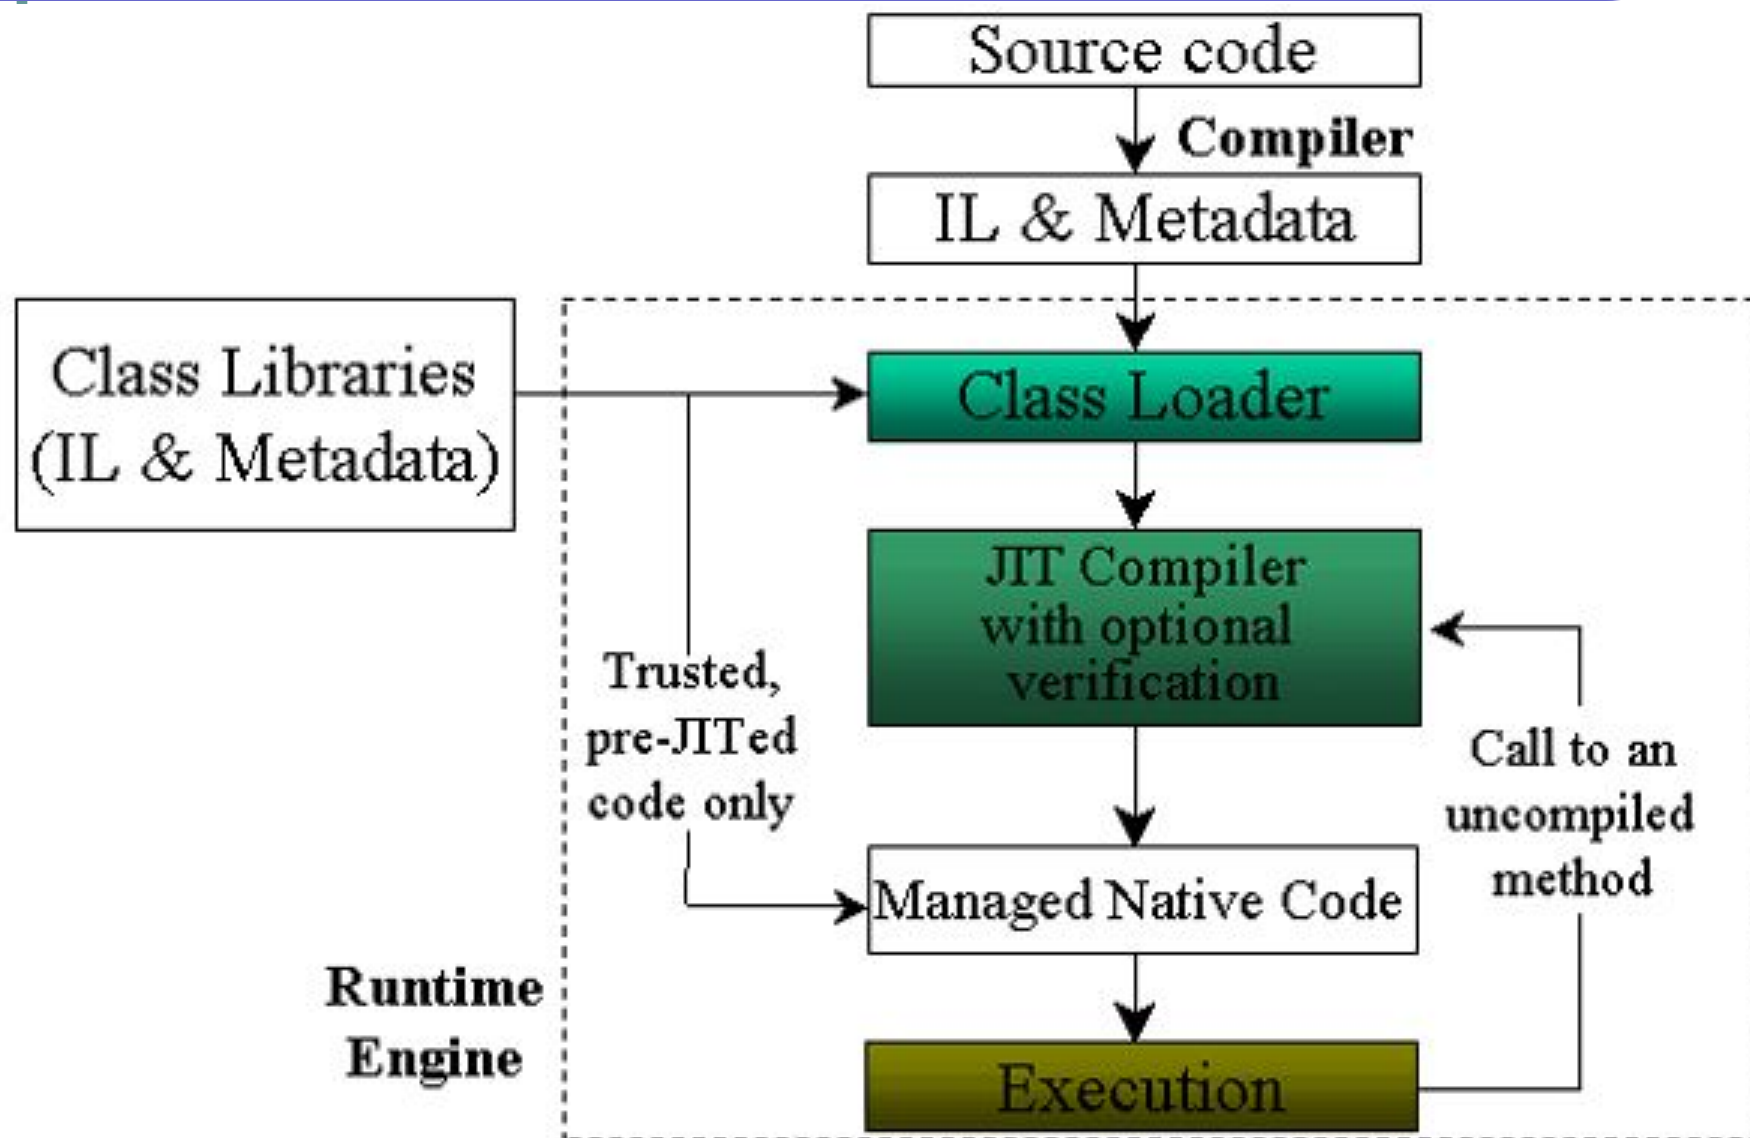 Source code
Compiler
IL & Metadata
Class Libraries
(IL & Metadata)
Class Loader
JIT Compiler
with optional
verification
Trusted,
pre-JITed
code only
Call to an
uncompiled
method
Managed Native Code
Runtime
Engine
Execution